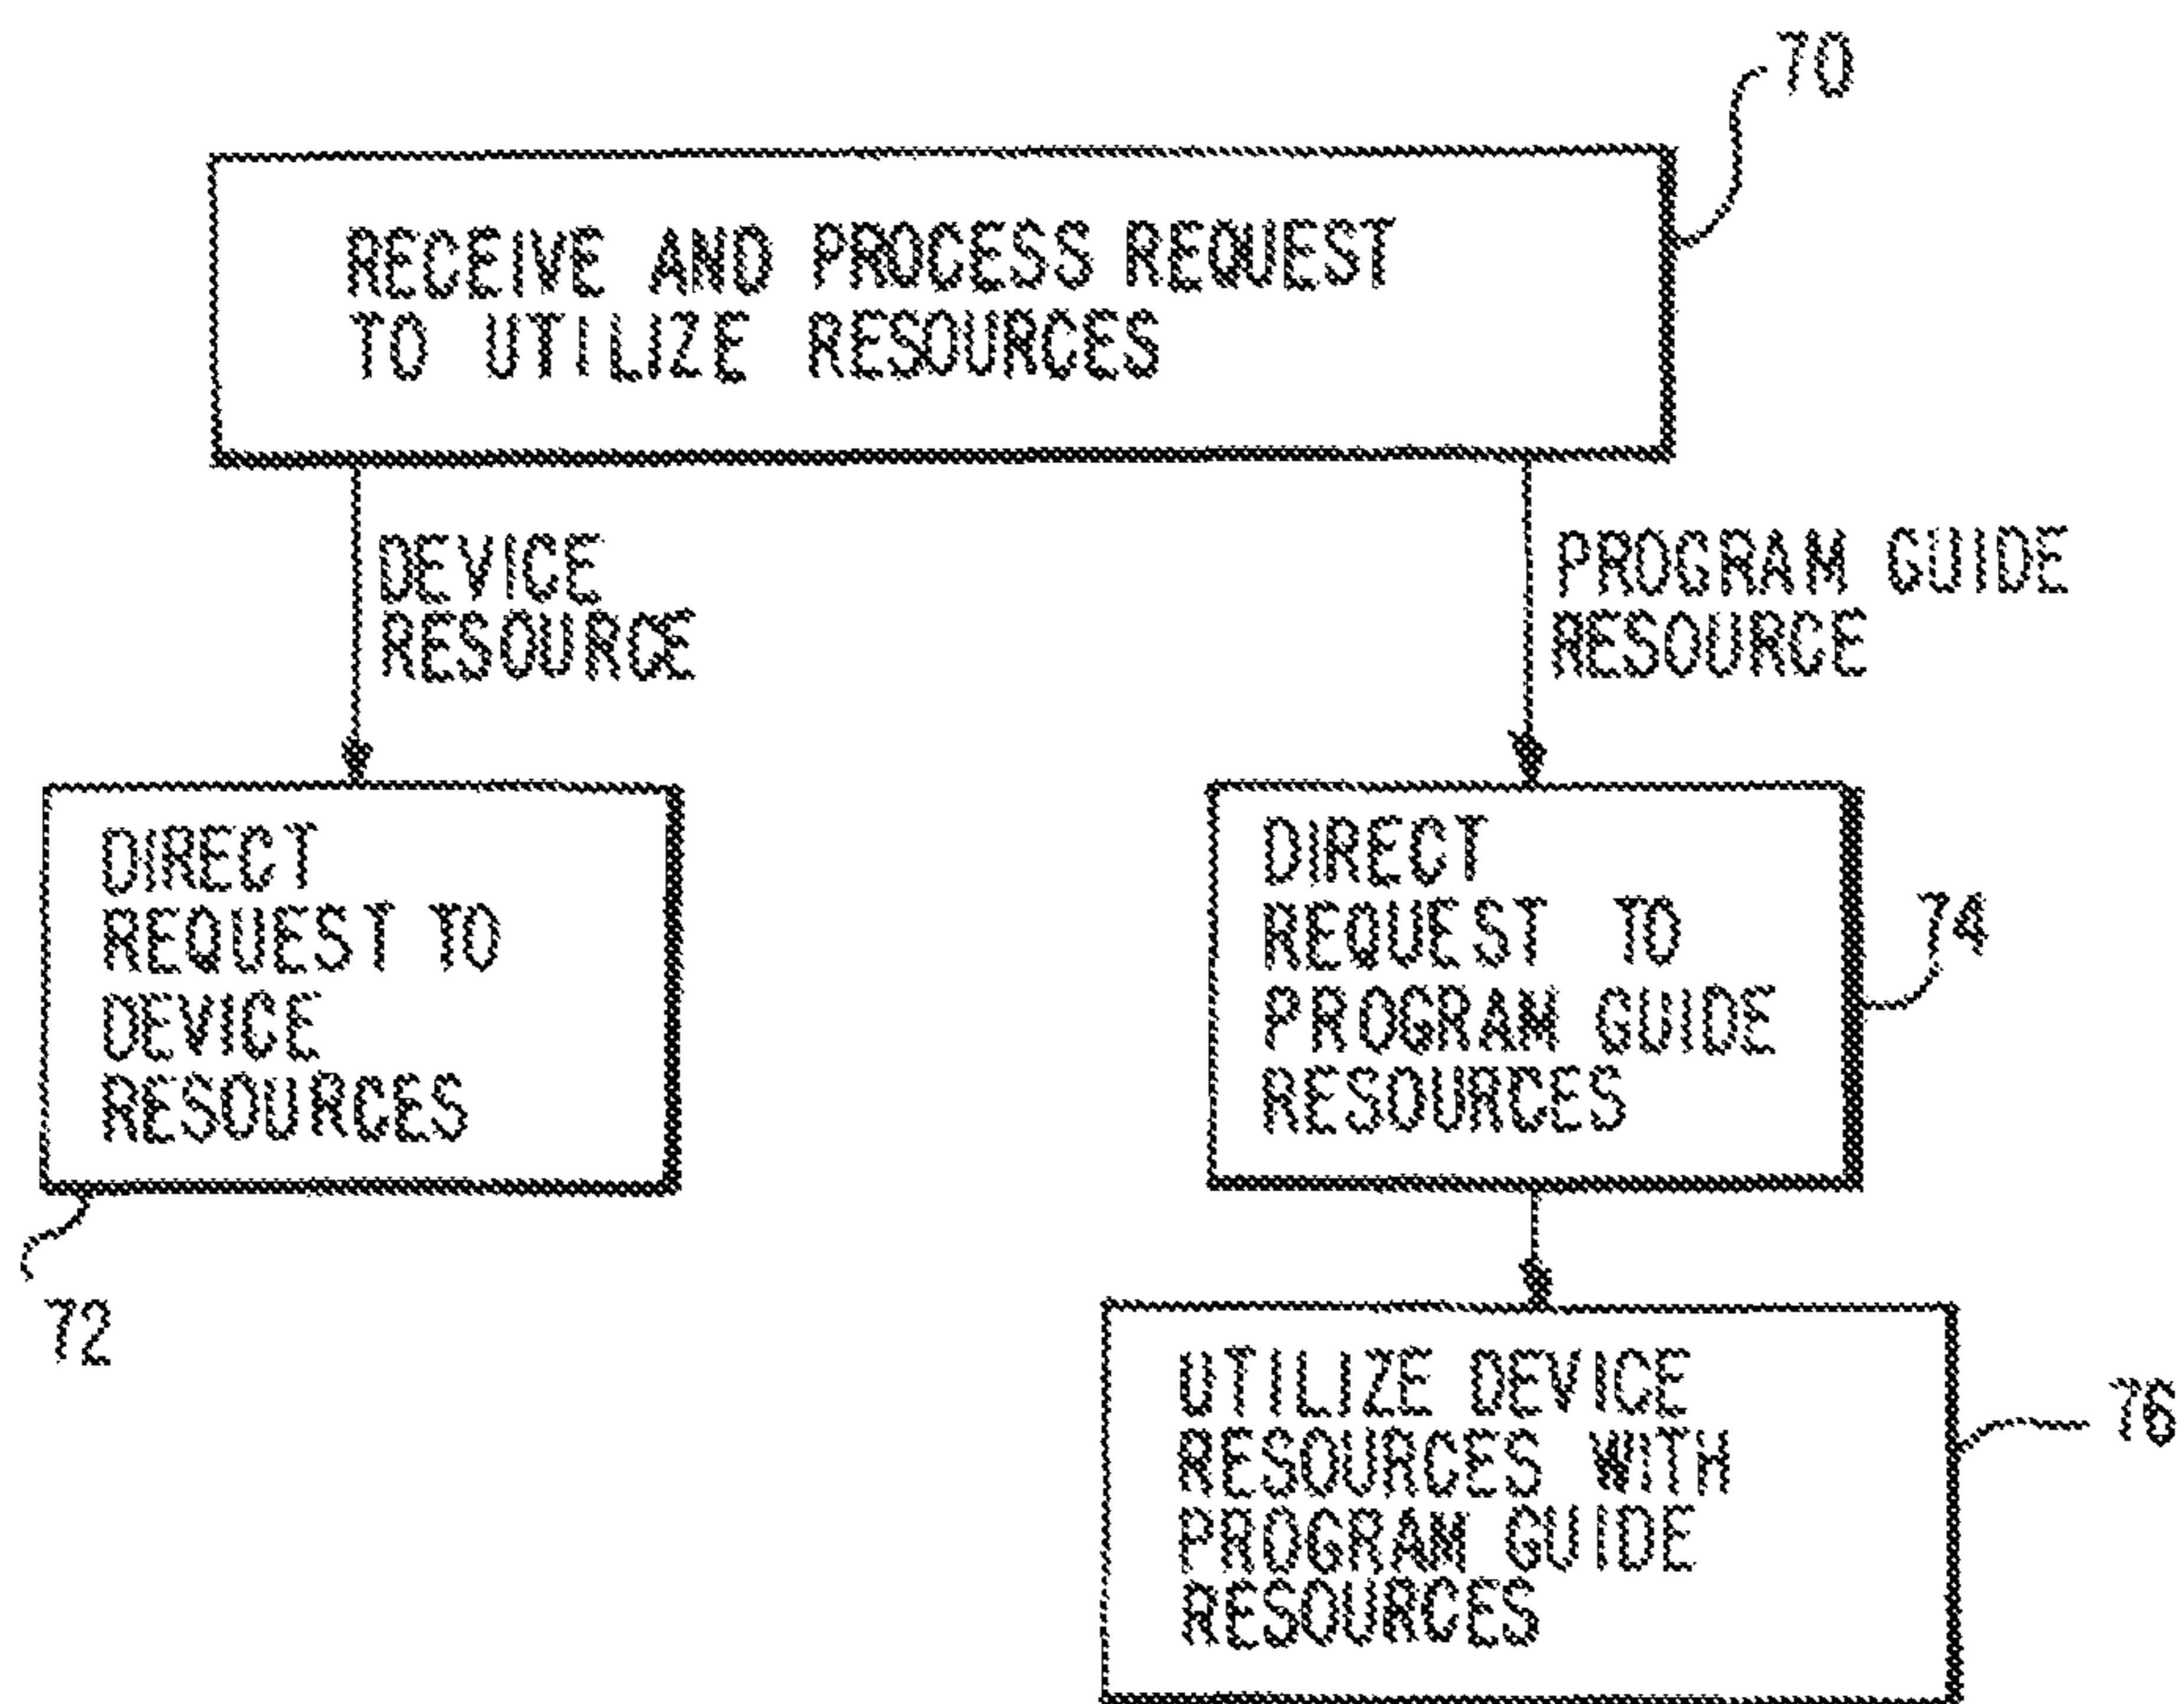 70
RECEIVE AND PROCESS REQUEST
TO UTILIZE RESOURCES
DEVICE
RESOURCE
PROGRAM GUIDE
RESOURCE
DIRECT
REQUEST TO
DEVICE
RESOURCES
72
DIRECT
REQUEST TO
PROGRAM GUIDE
RESOURCES
74
UTILIZE DEVICE
RESOURCES WITH
PROGRAM GUIDE
RESOURCES
76